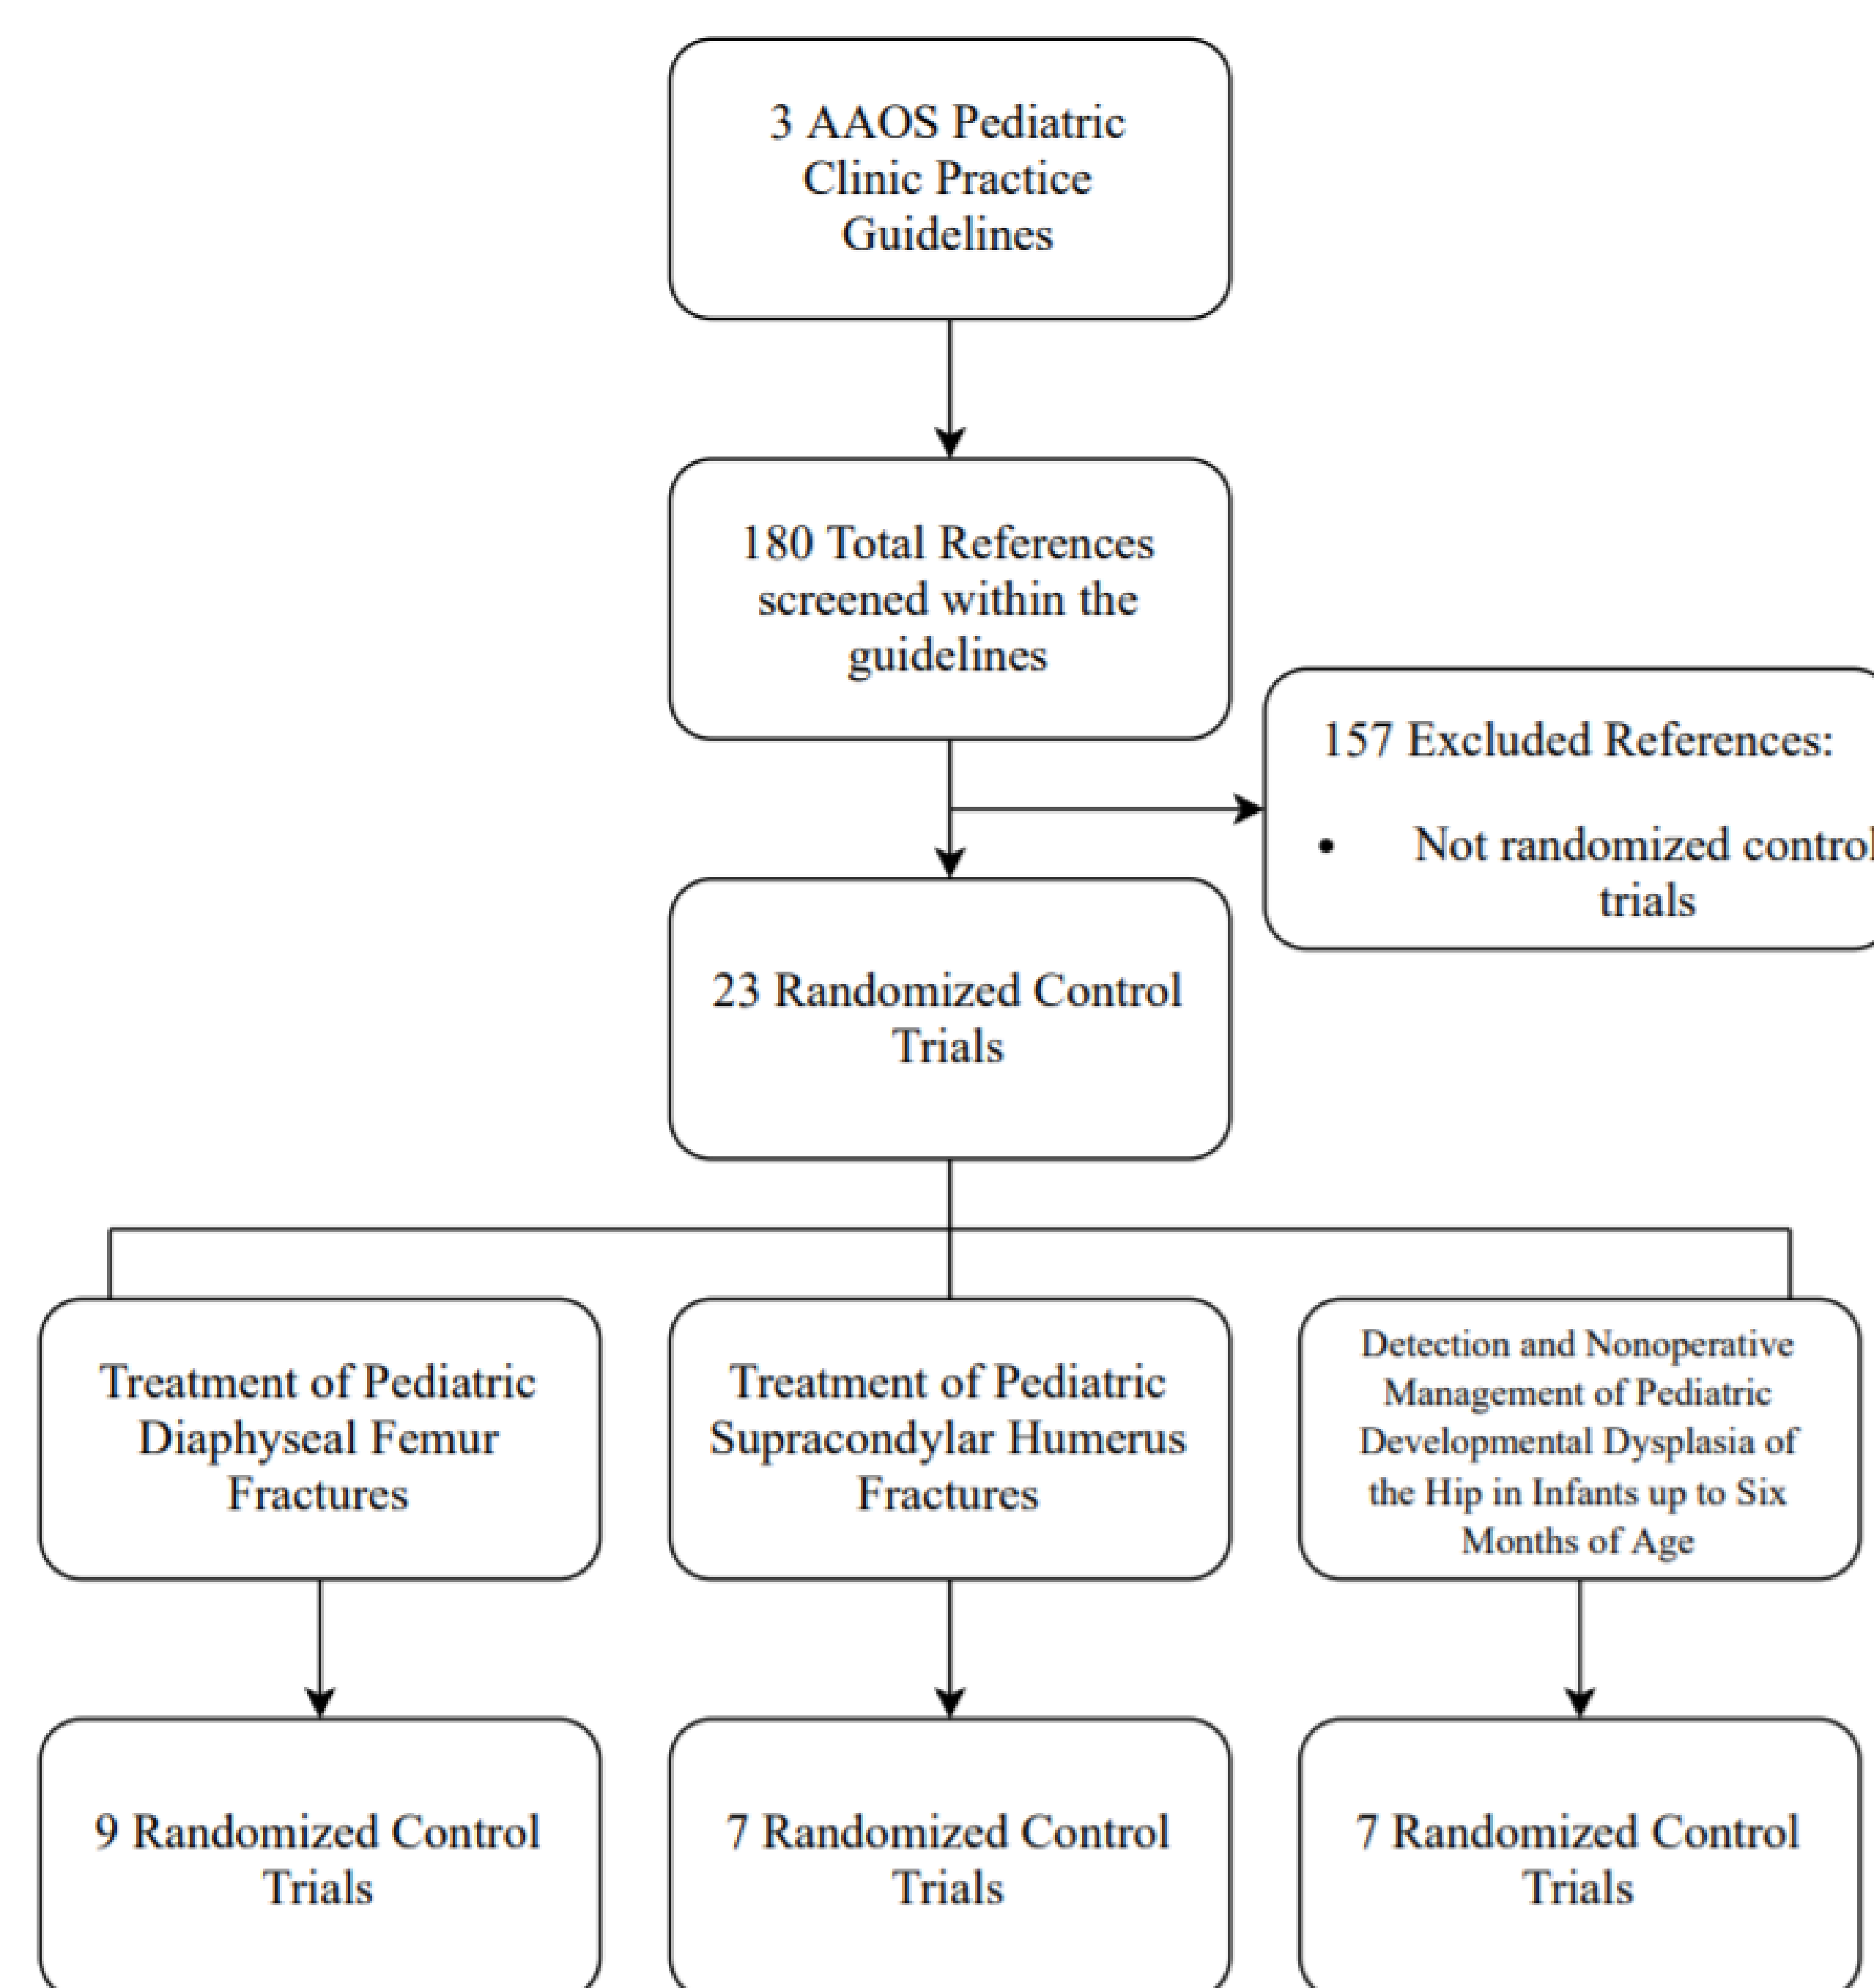 3 AAOS Pediatric
Clinic Practice
Guidelines
180 Total References
screened within the
guidelines
157 Excluded References:
• Not randomized control
trials
23 Randomized Control
Trials
Treatment of Pediatric
Diaphyseal Femur
Fractures
Treatment of Pediatric
Supracondylar Humerus
Fractures
Detection and Nonoperative
Management of Pediatric
Developmental Dysplasia of
the Hip in Infants up to Six
Months of Age
9 Randomized Control
Trials
7 Randomized Control
Trials
7 Randomized Control
Trials